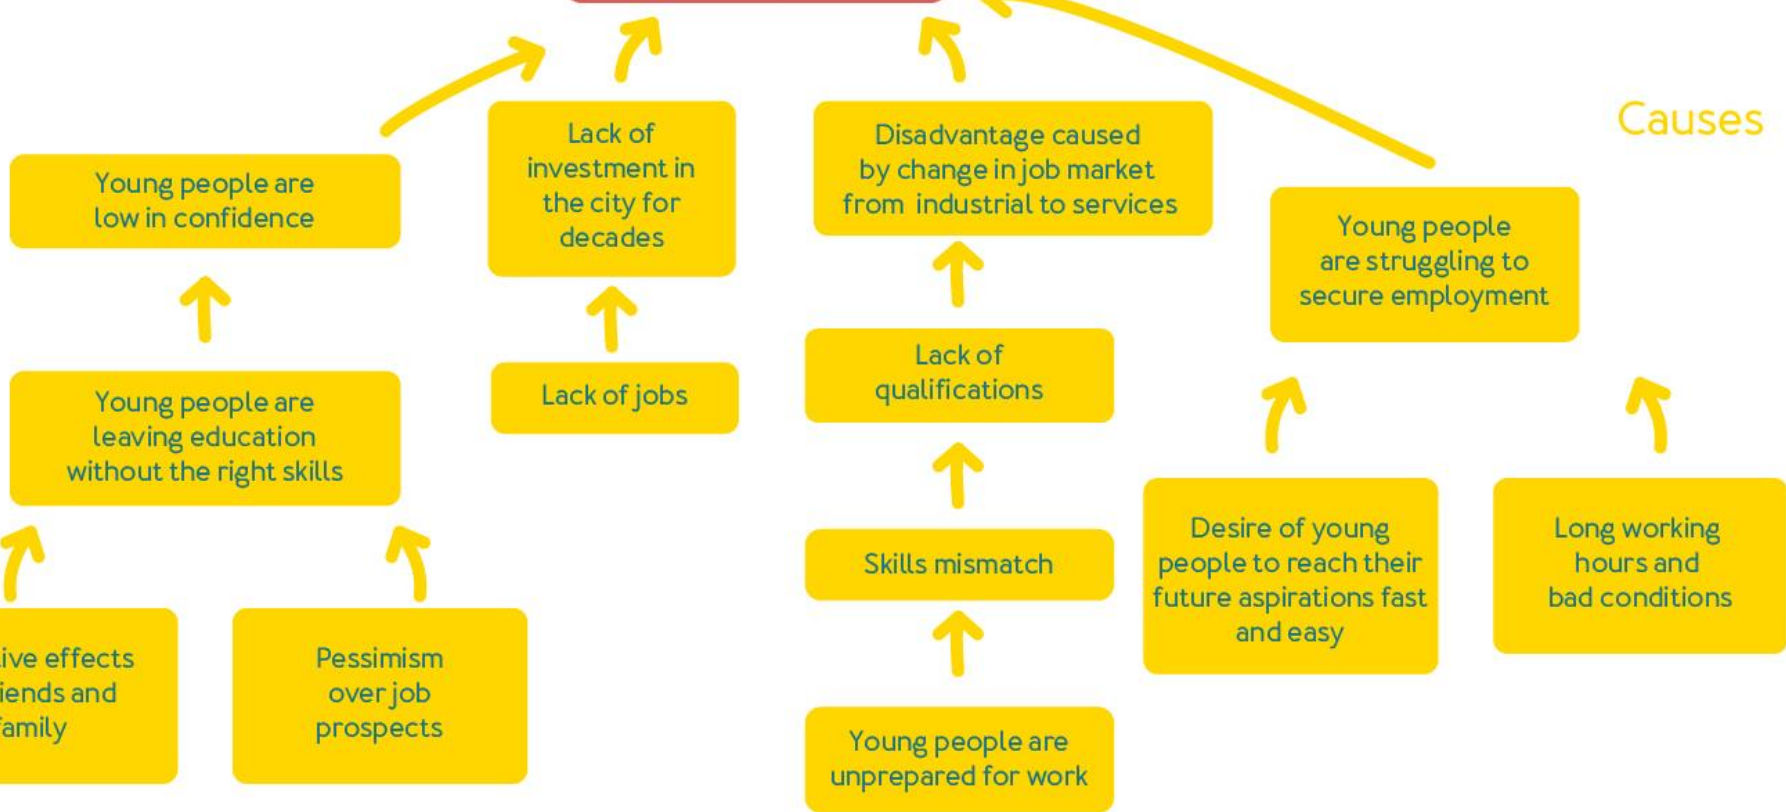 Causes
Young people are
low in confidence
Lack of
investment in
the city for
decades
Disadvantage caused
by change in job market
from industrial to services
Young people
are struggling to
secure employment
Young people are
leaving education
without the right skills
Lack of jobs
Lack of
qualifications
Skills mismatch
Desire of young
people to reach their
future aspirations fast
and easy
Long working
hours and
bad conditions
effects
and
Pessimism
over job
prospects
Young people are
unprepared for work